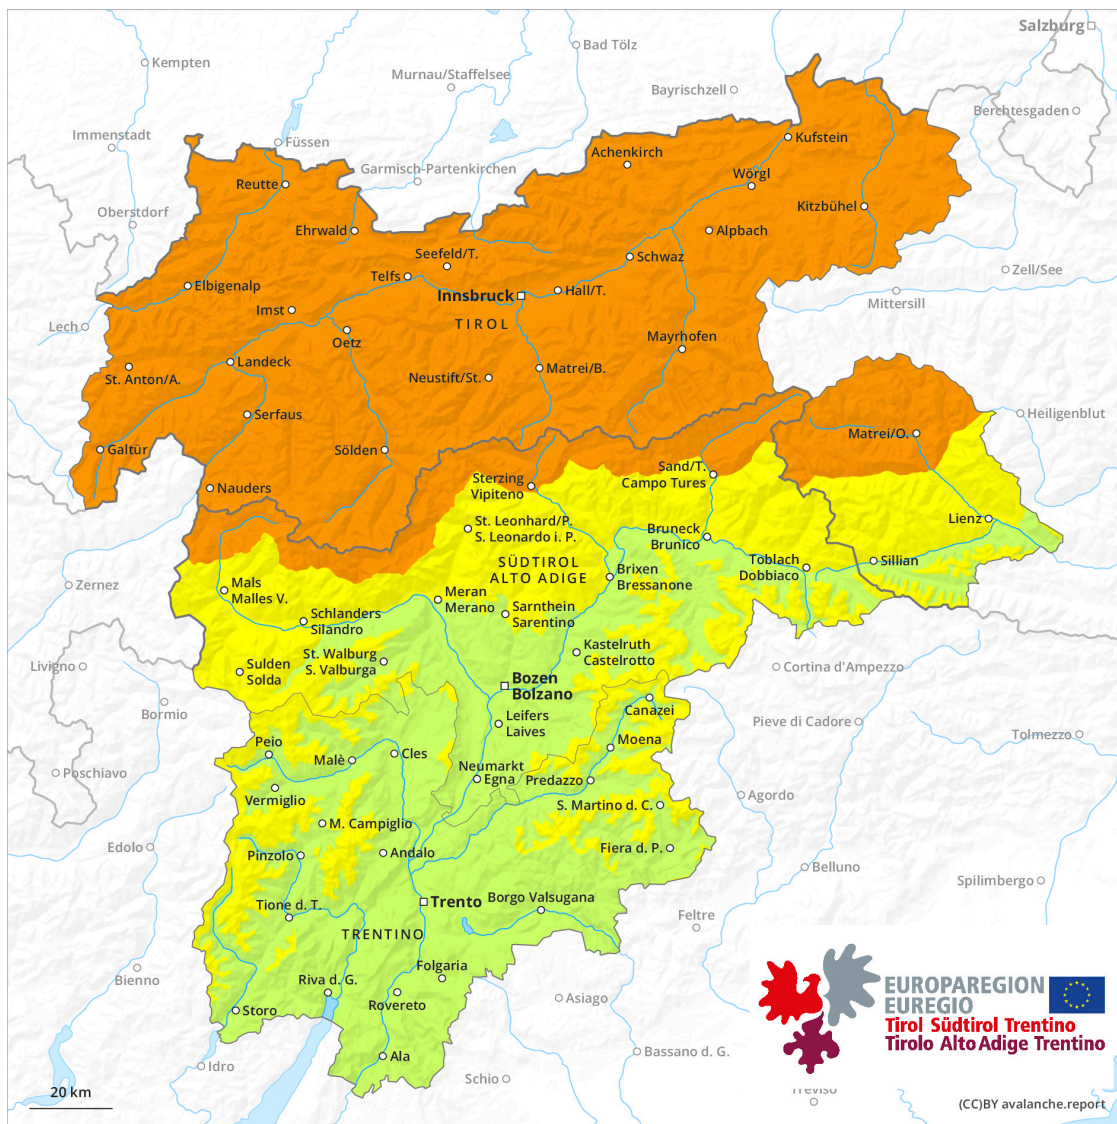 Salzburg
Bad Tölz
Kempten
Murnau/Staffelsee
Bayrischzell
Berchtesgaden
Immenstadt
Füssen
Kufstein
Achenkirch
Garmisch-Partenkirchen
Wörgl
Reutte
Oberstdorf
Kitzbühel
Ehrwald
Alpbach
Seefeld/T.
Schwaz
Telfs
Zell/See
Elbigenalp
Innsbruck
Hall/T.
Mittersill
Imst
TIROL
Lech
Oetz
Mayrhofen
Landeck
Matrei/B.
St. Anton/A.
Neustift/St.
Serfaus
Heiligenblut
Matrei/O.
Galtür
Sölden
Sand/T.
Campo Tures
Sterzing
Vipiteno
Nauders
St. Leonhard/P.
S. Leonardo i. P.
Lienz
Bruneck
Brunico
SÜDTIROL
ALTO ADIGE
Toblach
Dobbiaco
Sillian
Brixen
Bressanone
Zernez
Mals
Malles V.
Meran
Merano
Sarnthein
Sarentino
Schlanders
Silandro
Kastelruth
Castelrotto
St. Walburg
S. Valburga
Livigno
Sulden
Solda
Cortina d'Ampezzo
Bozen
Bolzano
Bormio
Canazei
Leifers
Laives
Pieve di Cadore
Tolmezzo
Peio
Moena
Malè
Cles
Poschiavo
Neumarkt
Egna
Predazzo
Vermiglio
Agordo
S. Martino d. C.
M. Campiglio
Edolo
Pinzolo
Andalo
Fiera d. P.
Belluno
Spilimbergo
Tione d. T.
Trento
Borgo Valsugana
Feltre
TRENTINO
Folgaria
Bienno
Riva d. G.
Rovereto
Asiago
Storo
EUROPAREGION
EUREGIO
Tirol Südtirol Trentino
Tirolo Alto Adige Trentino
Ala
Bassano d. G.
Idro
Schio
Treviso
20 km
(CC)BY avalanche.report